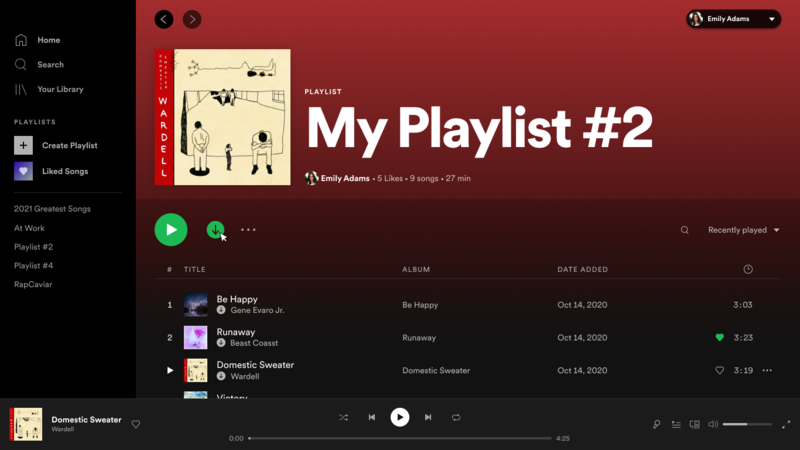 Home
Search
Your Library
PLAYLISTS
Create Playlist
Liked Songs
2021 Greatest Songs
At Work
Playlist #2
Playlist #4
RapCaviar
Emily Adams
THEATER DOMESTIC
WARDELL
PLAYLIST
My Playlist #2
Emily Adams • 5 Likes • 9 songs • 27 min
Recently played
# TITLE ALBUM DATE ADDED
1 Be Happy Be Happy Oct 14, 2020 3:03
Gene Evaro Jr.
2 Runaway Runaway Oct 14, 2020 3:23
Beast Coasst
Domestic Sweater Domestic Sweater Oct 14, 2020 3:19
Wardell
Victory
Domestic Sweater
Wardell
0:00 4:25